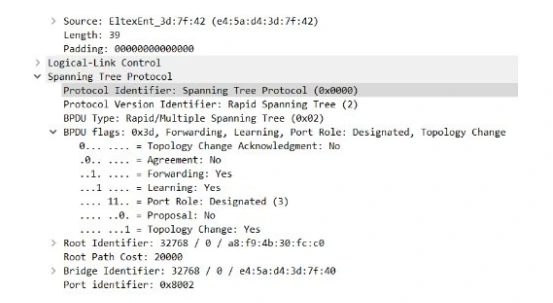 > Source: EltexEnt_3d:7f:42 (e4:5a:d4:3d:7f:42)
Length: 39
Padding: 00000000000000
> Logical-Link Control
Spanning Tree Protocol
Protocol Identifier: Spanning Tree Protocol (0x0000)
Protocol Version Identifier: Rapid Spanning Tree (2)
BPDU Type: Rapid/Multiple Spanning Tree (0x02)
BPDU flags: 0x3d, Forwarding, Learning, Port Role: Designated, Topology Change
0... .... = Topology Change Acknowledgment: No
.0.. .... = Agreement: No
..1. .... = Forwarding: Yes
...1 .... = Learning: Yes
.... 11.. = Port Role: Designated (3)
.... ..0. = Proposal: No
.... ...1 = Topology Change: Yes
> Root Identifier: 32768 / 0 / a8:f9:4b:30:fc:c0
Root Path Cost: 20000
> Bridge Identifier: 32768 / 0 / e4:5a:d4:3d:7f:40
Port identifier: 0x8002